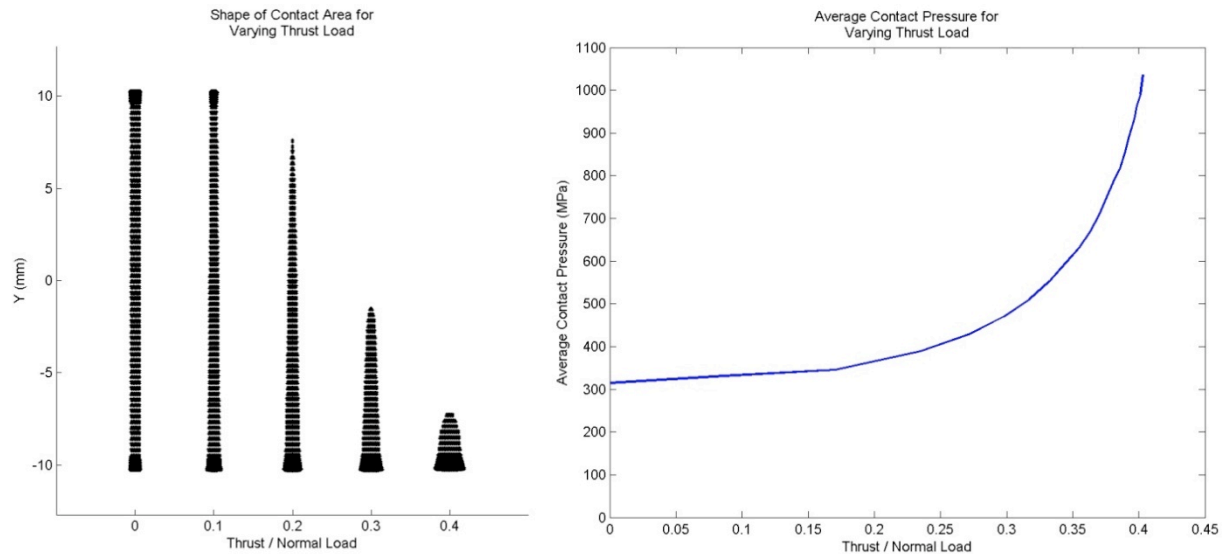 Shape of Contact Area for
Varying Thrust Load
10
5
0
-5
-10
Y (mm)
0 0.1 0.2 0.3 0.4
Thrust / Normal Load
Average Contact Pressure for
Varying Thrust Load
1100
1000
900
800
700
600
500
400
300
200
100
0
Average Contact Pressure (MPa)
0 0.05 0.1 0.15 0.2 0.25 0.3 0.35 0.4 0.45
Thrust / Normal Load